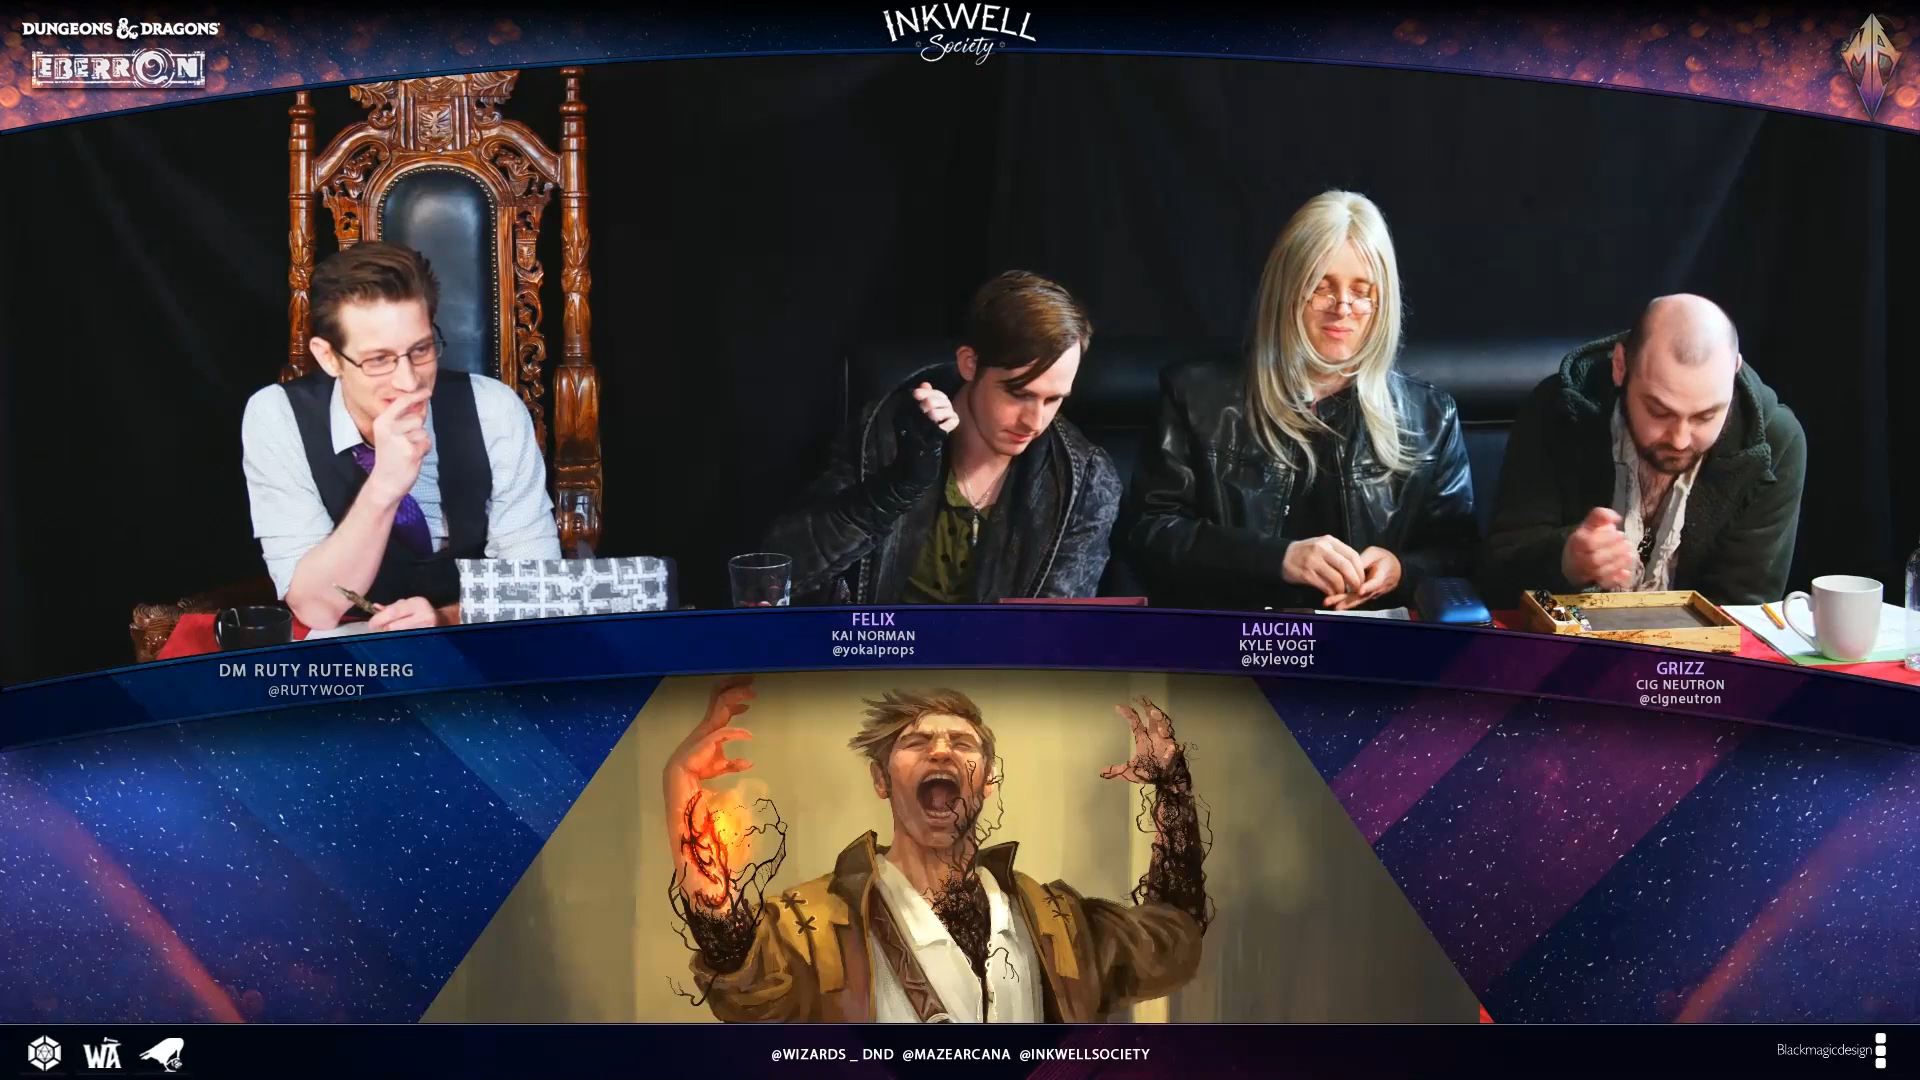 DUNGEONS & DRAGONS
EBERRON
INKWELL
Society
MA
DM RUTY RUTENBERG
@RUTYWOOT
FELIX
KAI NORMAN
@yokaiprops
LAUCIAN
KYLE VOGT
@kylevogt
GRIZZ
CIG NEUTRON
@cigneutron
WA
@WIZARDS _ DND @MAZEARCANA @INKWELLSOCIETY
Blackmagicdesign